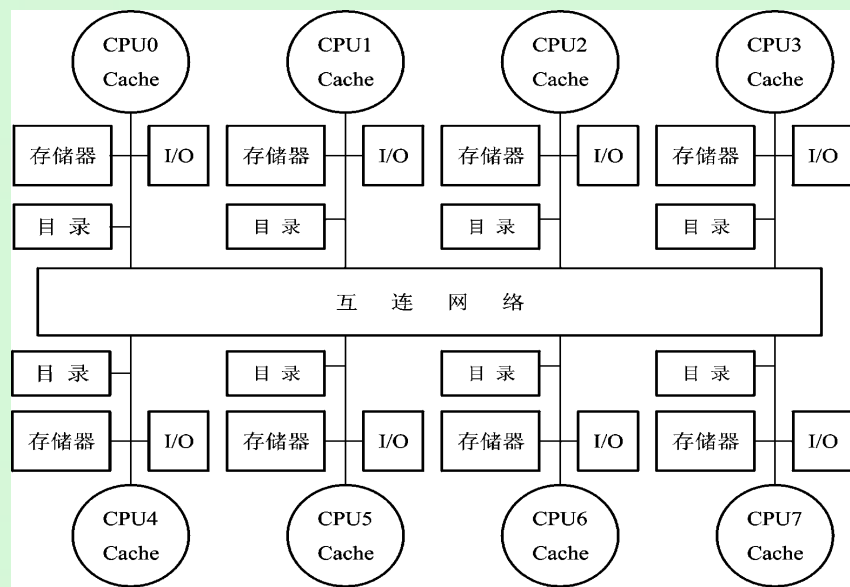 CPU0
Cache
CPU1
Cache
CPU2
Cache
CPU3
Cache
存储器
I/O
存储器
I/O
存储器
I/O
存储器
I/O
目 录
目 录
目 录
目 录
互 连 网 络
目 录
目 录
目 录
目 录
存储器
I/O
存储器
I/O
存储器
I/O
存储器
I/O
CPU4
Cache
CPU5
Cache
CPU6
Cache
CPU7
Cache